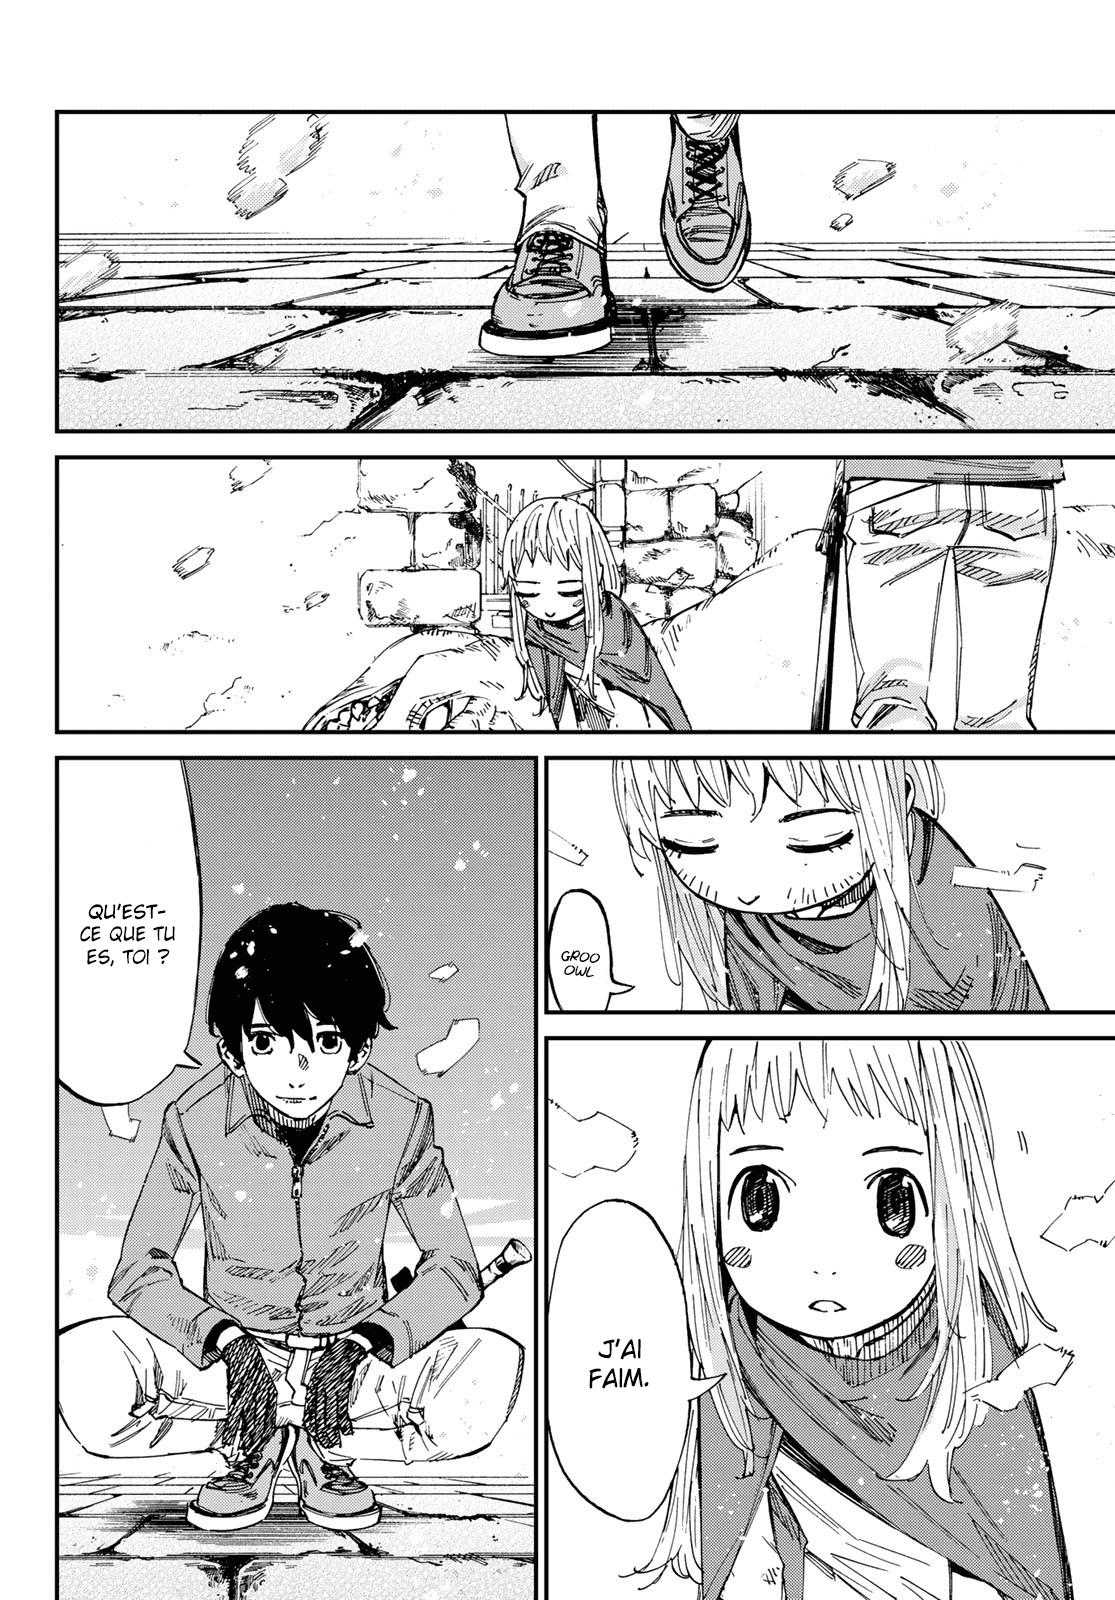 GROO
OWL
J'AI
FAIM.
QU'EST-
CE QUE TU
ES, TOI ?